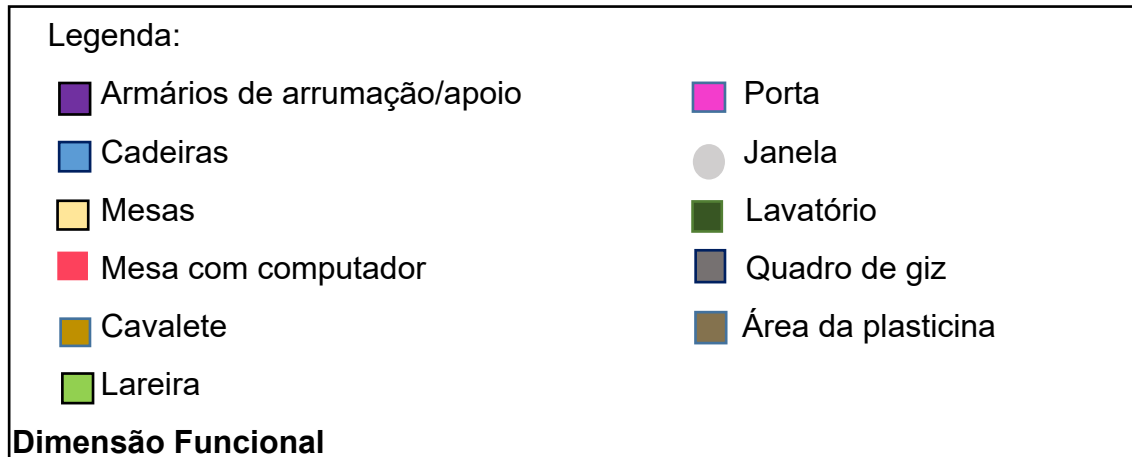 Legenda:
Armários de arrumação/apoio
Cadeiras
Mesas
Mesa com computador
Cavalete
Lareira
Porta
Janela
Lavatório
Quadro de giz
Área da plasticina
Dimensão Funcional